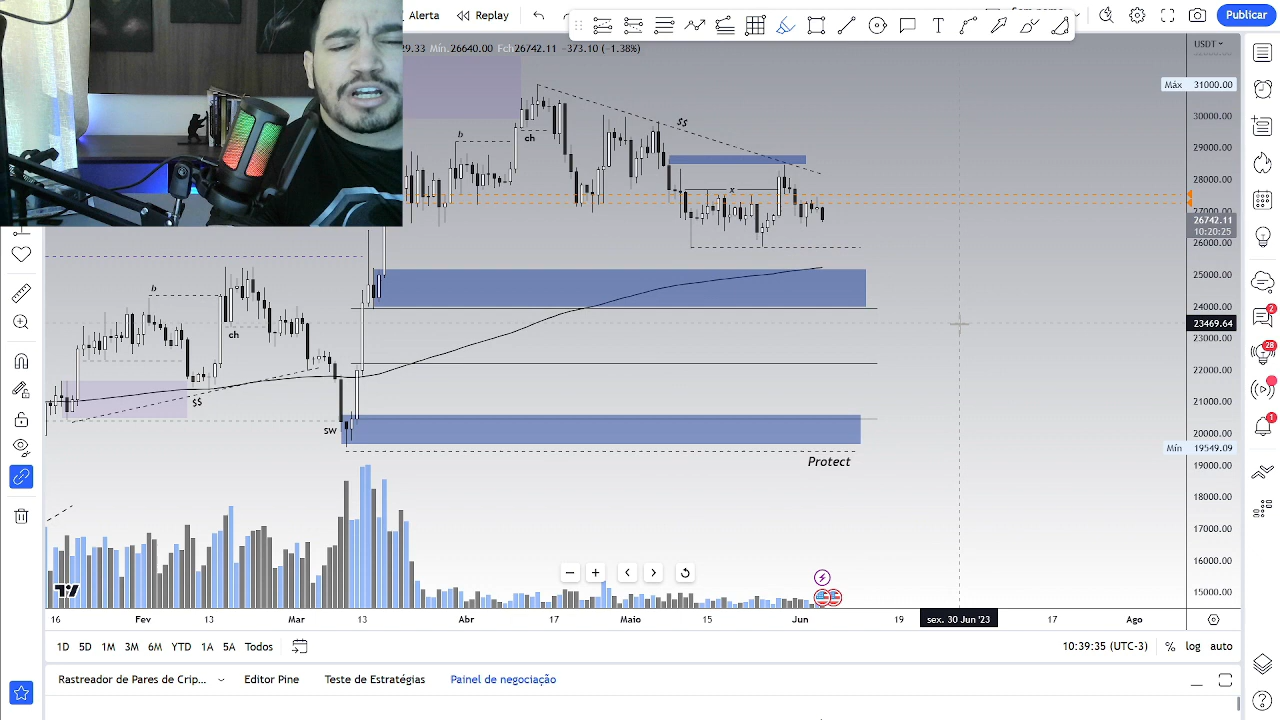 Alerta
Replay
Publicar
29.33 Mín. 26640.00 Fch26742.11 −373.10 (−1.38%)
USDT
Máx 31000.00
30000.00
29000.00
28000.00
27000.00
26742.11
10:20:25
26000.00
25000.00
24000.00
23469.64
22000.00
21000.00
20000.00
Mín 19549.09
19000.00
18000.00
17000.00
16000.00
15000.00
b
ch
$$
x
b
ch
$$
sw
Protect
2
28
1
16 Fev 13 Mar 13 Abr 17 Maio 15 Jun 19 sex. 30 Jun '23 17 Ago
1D 5D 1M 3M 6M YTD 1A 5A Todos
10:39:35 (UTC-3) % log auto
Rastreador de Pares de Crip... Editor Pine Teste de Estratégias Painel de negociação